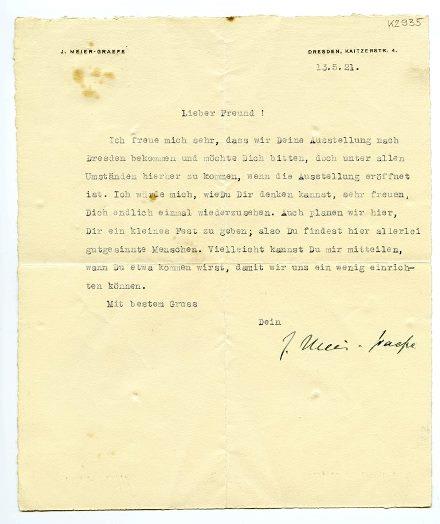 K2935
J. MEIER-GRAEFE
DRESDEN, KAITZERSTR. 4.
13.5.21.
Lieber Freund !
Ich freue mich sehr, dass wir Deine Ausstellung nach
Dresden bekommen und möchte Dich bitten, doch unter allen
Umständen hierher zu kommen, wenn die Ausstellung eröffnet
ist. Ich würde mich, wieDu Dir denken kannst, sehr freuen,
Dich endlich einmal wiederzusehen. Auch planen wir hier,
Dir ein kleines Fest zu geben; also Du findest hier allerlei
gutgesinnte Menschen. Vielleicht kannst Du mir mitteilen,
wann Du etwa kommen wirst, damit wir uns ein wenig einrich-
ten können.
Mit bestem Gruss
Dein
J. Meier-Graefe